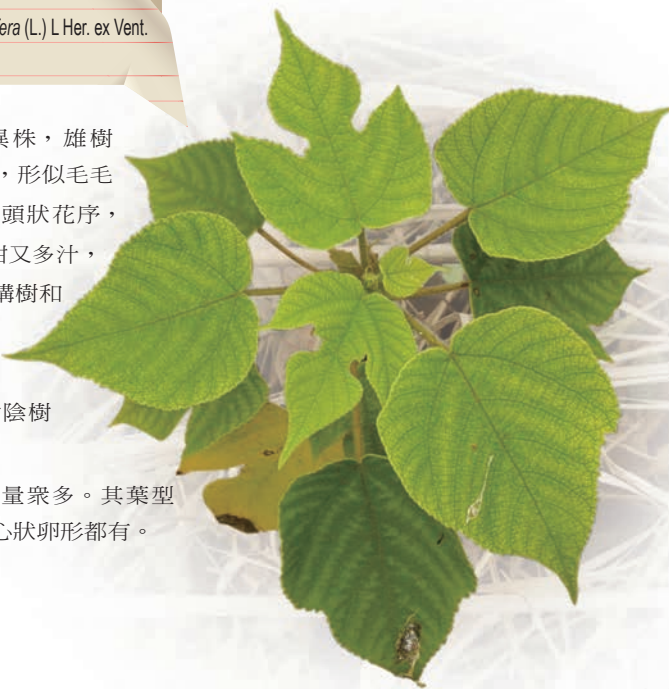 fera (L.) L Her. ex Vent.
異株，雄樹
，形似毛毛
頭狀花序，
甜又多汁，
構樹和
陰樹
量眾多。其葉型
心狀卵形都有。